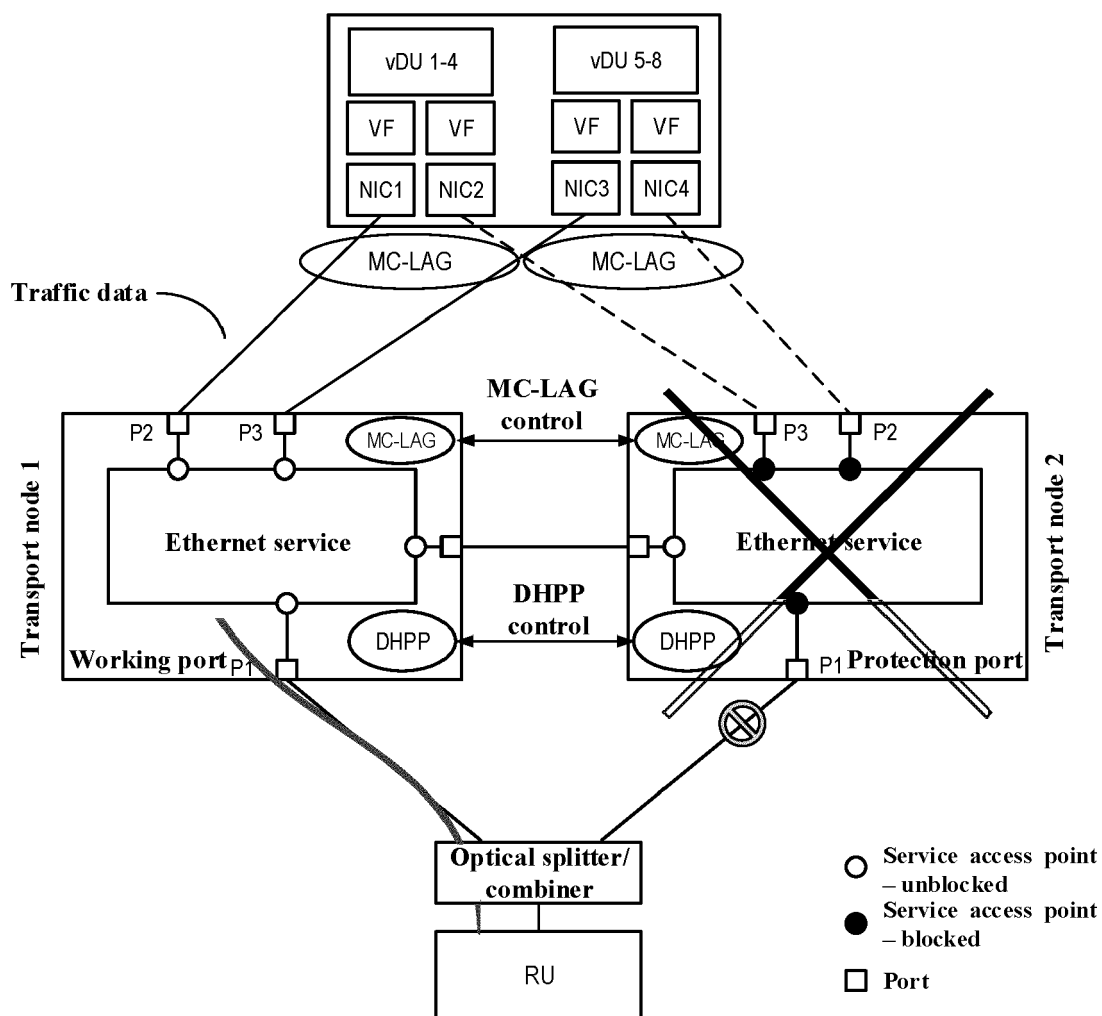 vDU 1-4
vDU 5-8
VF
VF
VF
VF
NIC1
NIC2
NIC3
NIC4
MC-LAG
MC-LAG
Traffic data
MC-LAG
control
P2
P3
MC-LAG
MC-LAG
P3
P2
Transport node 1
Ethernet service
Ethernet service
Transport node 2
DHPP
control
DHPP
DHPP
Working port
P1
P1
Protection port
Optical splitter/
combiner
RU
Service access point
– unblocked
Service access point
– blocked
Port